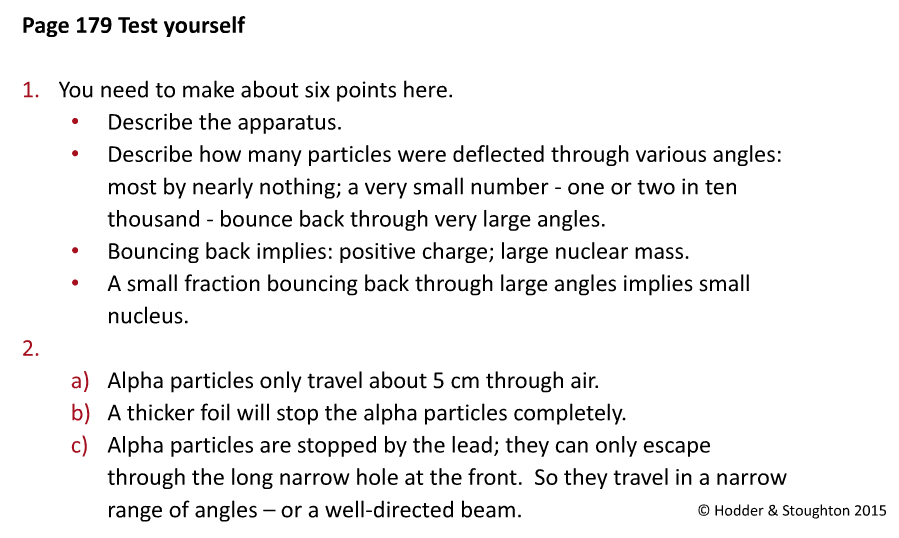 Page 179 Test yourself
1. You need to make about six points here.
• Describe the apparatus.
• Describe how many particles were deflected through various angles:
most by nearly nothing; a very small number - one or two in ten
thousand - bounce back through very large angles.
• Bouncing back implies: positive charge; large nuclear mass.
• A small fraction bouncing back through large angles implies small
nucleus.
2.
a) Alpha particles only travel about 5 cm through air.
b) A thicker foil will stop the alpha particles completely.
c) Alpha particles are stopped by the lead; they can only escape
through the long narrow hole at the front.  So they travel in a narrow
range of angles – or a well-directed beam.
© Hodder & Stoughton 2015